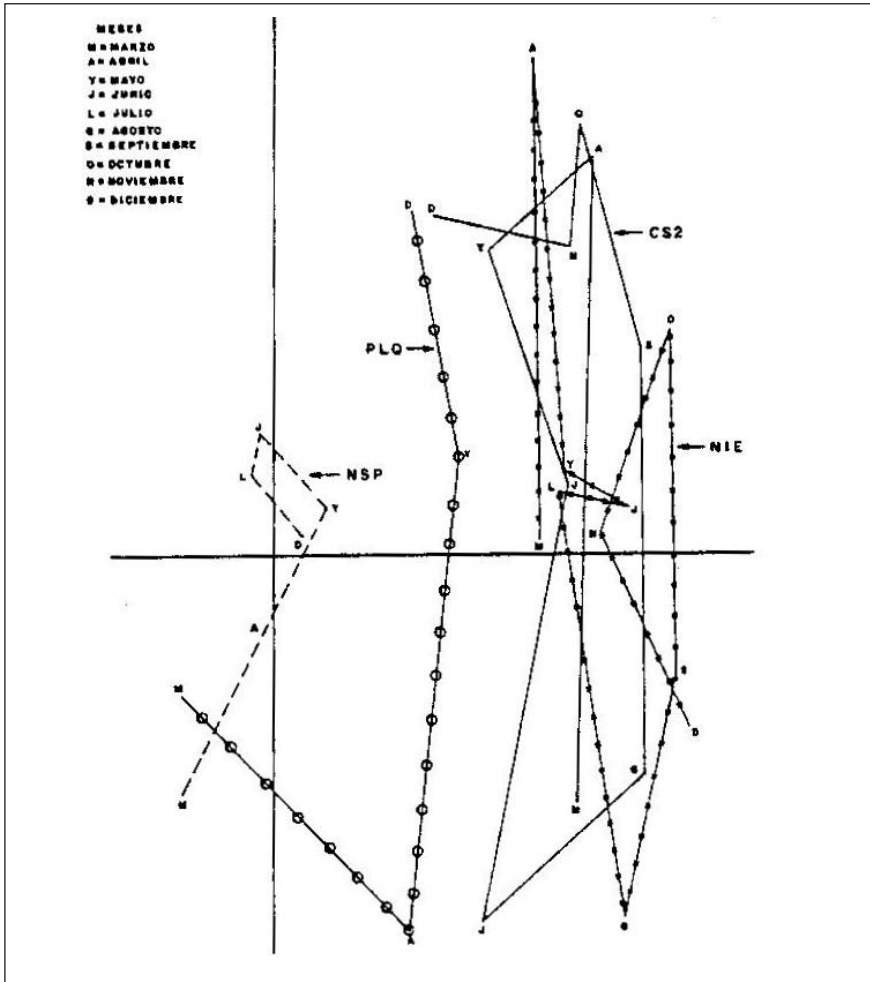 MESES
M = MARZO
A = ABRIL
Y = MAYO
J = JUNIO
L = JULIO
G = AGOSTO
S = SEPTIEMBRE
O = OCTUBRE
N = NOVIEMBRE
D = DICIEMBRE
A
O
A
D
D
Y
N
CS2
O
S
PLQ
NIE
J
Y
Y
L
NSP
L
J
Y
J
N
D
M
A
S
M
D
G
M
M
J
G
A